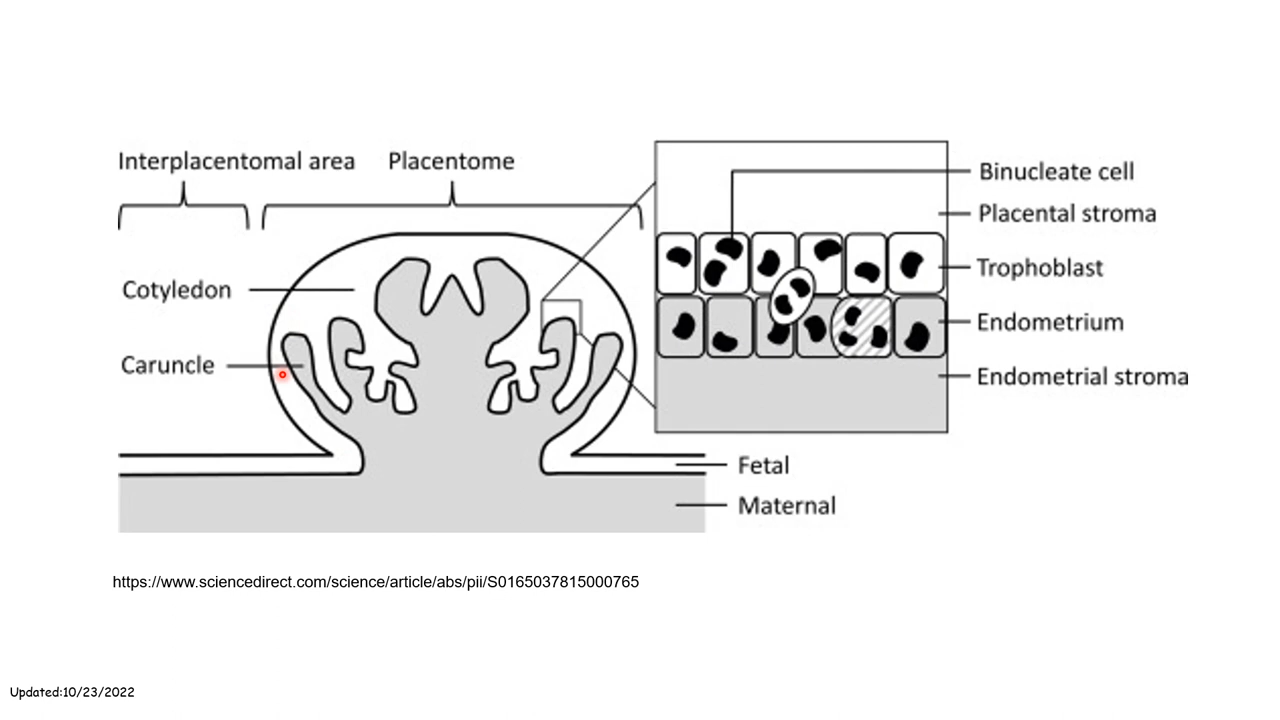 Interplacentomal area
Placentome
Cotyledon
Caruncle
Binucleate cell
Placental stroma
Trophoblast
Endometrium
Endometrial stroma
Fetal
Maternal
https://www.sciencedirect.com/science/article/abs/pii/S0165037815000765
Updated:10/23/2022